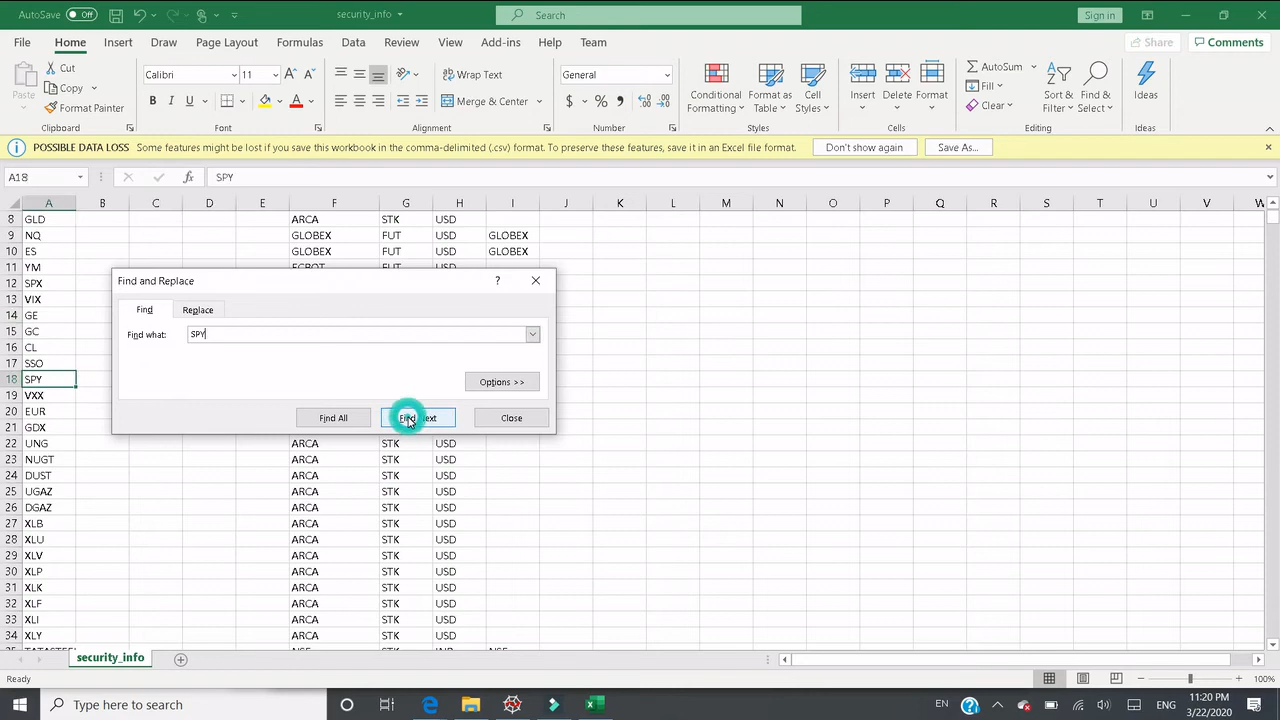 AutoSave Off security_info Search Sign in
File Home Insert Draw Page Layout Formulas Data Review View Add-ins Help Team Share Comments
Paste Cut Copy Format Painter Calibri 11 B I U A Wrap Text Merge & Center General $ % Conditional Formatting Format as Table Cell Styles Insert Delete Format AutoSum Fill Clear Sort & Filter Find & Select Ideas
Clipboard Font Alignment Number Styles Cells Editing Ideas
POSSIBLE DATA LOSS Some features might be lost if you save this workbook in the comma-delimited (.csv) format. To preserve these features, save it in an Excel file format. Don't show again Save As...
A18 fx SPY
A B C D E F G H I J K L M N O P Q R S T U V W
8 GLD ARCA STK USD
9 NQ GLOBEX FUT USD GLOBEX
10 ES GLOBEX FUT USD GLOBEX
11 YM ECBOT FUT USD
12 SPX
13 VIX
14 GE
15 GC
16 CL
17 SSO
18 SPY
19 VXX
20 EUR
21 GDX
Find and Replace ?
Find Replace
Find what: SPY
Options >>
Find All Find Next Close
22 UNG ARCA STK USD
23 NUGT ARCA STK USD
24 DUST ARCA STK USD
25 UGAZ ARCA STK USD
26 DGAZ ARCA STK USD
27 XLB ARCA STK USD
28 XLU ARCA STK USD
29 XLV ARCA STK USD
30 XLP ARCA STK USD
31 XLK ARCA STK USD
32 XLF ARCA STK USD
33 XLI ARCA STK USD
34 XLY ARCA STK USD
TATASTEEL NSE STK INR NSE
security_info
Ready 100%
Type here to search EN ENG 11:20 PM
3/22/2020